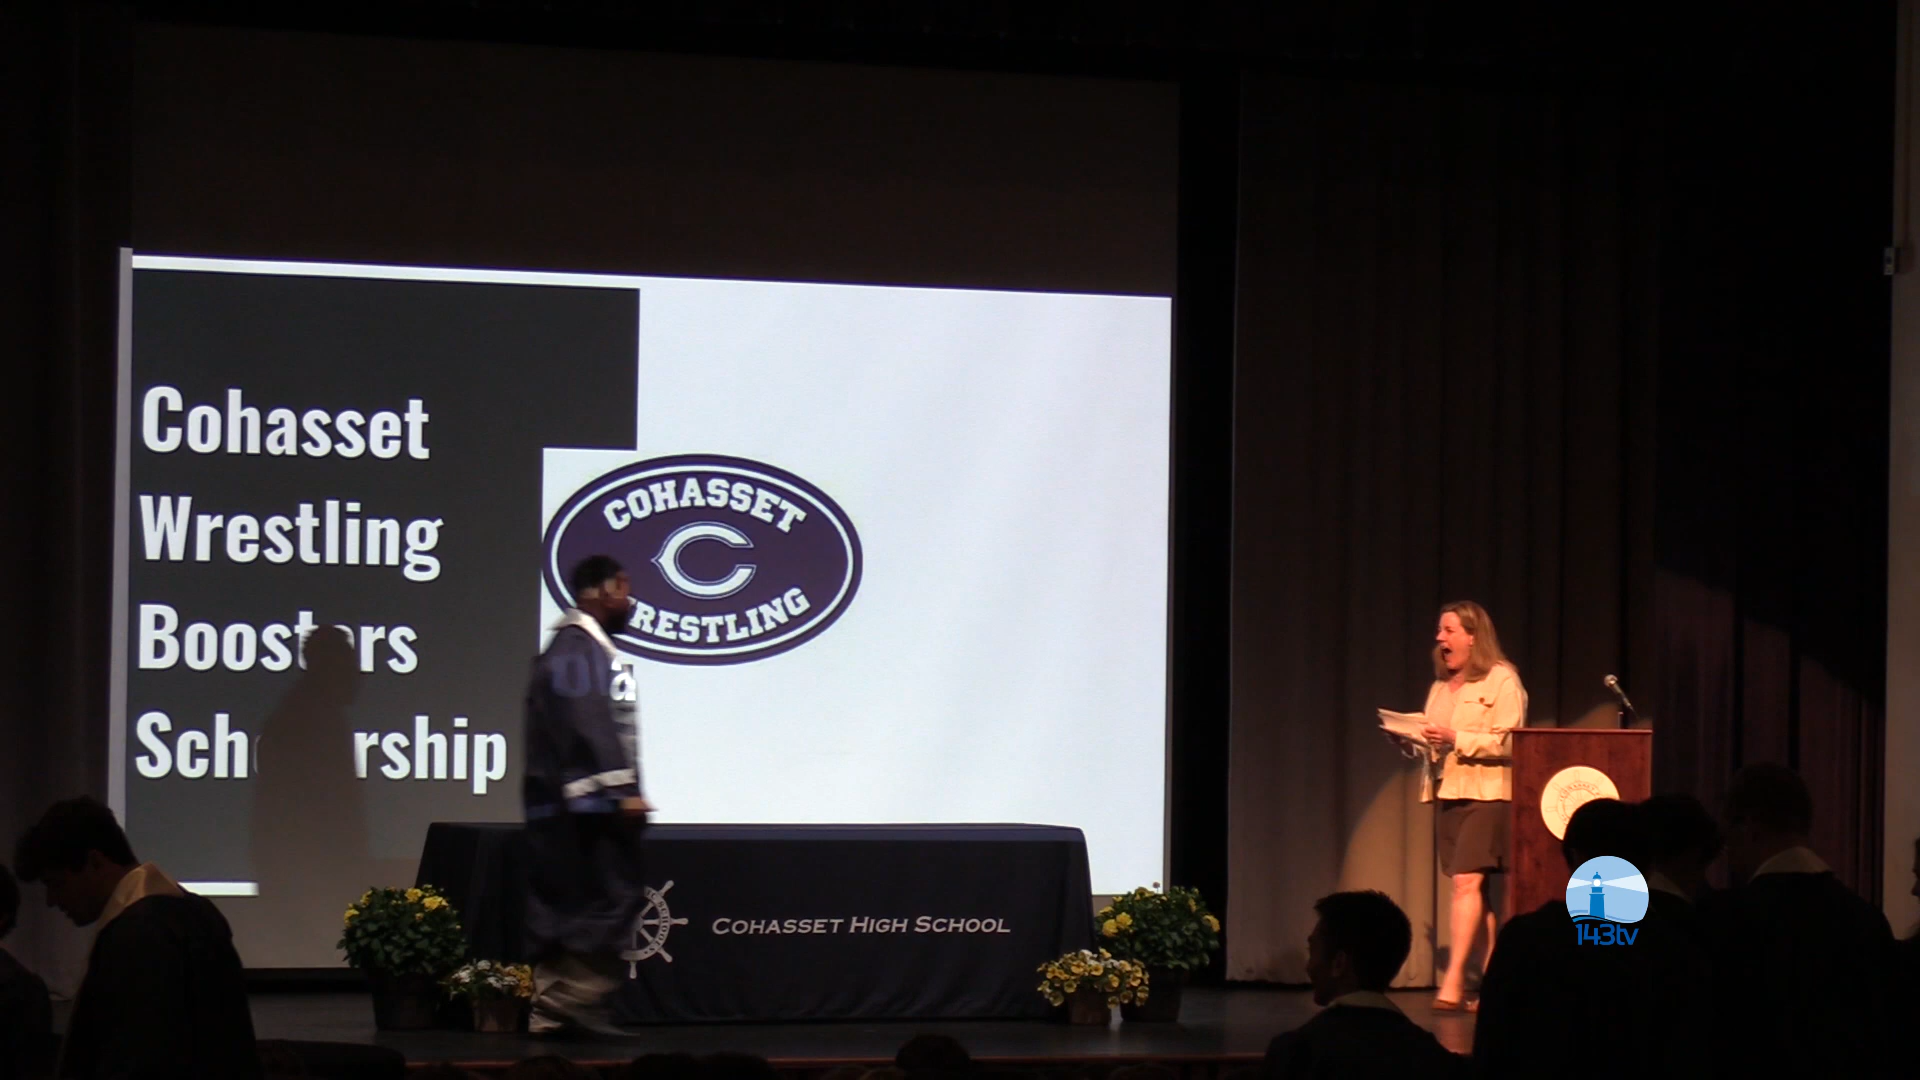 Cohasset
Wrestling
Boosters
Scholarship
COHASSET
C
WRESTLING
COHASSET HIGH SCHOOL
143tv